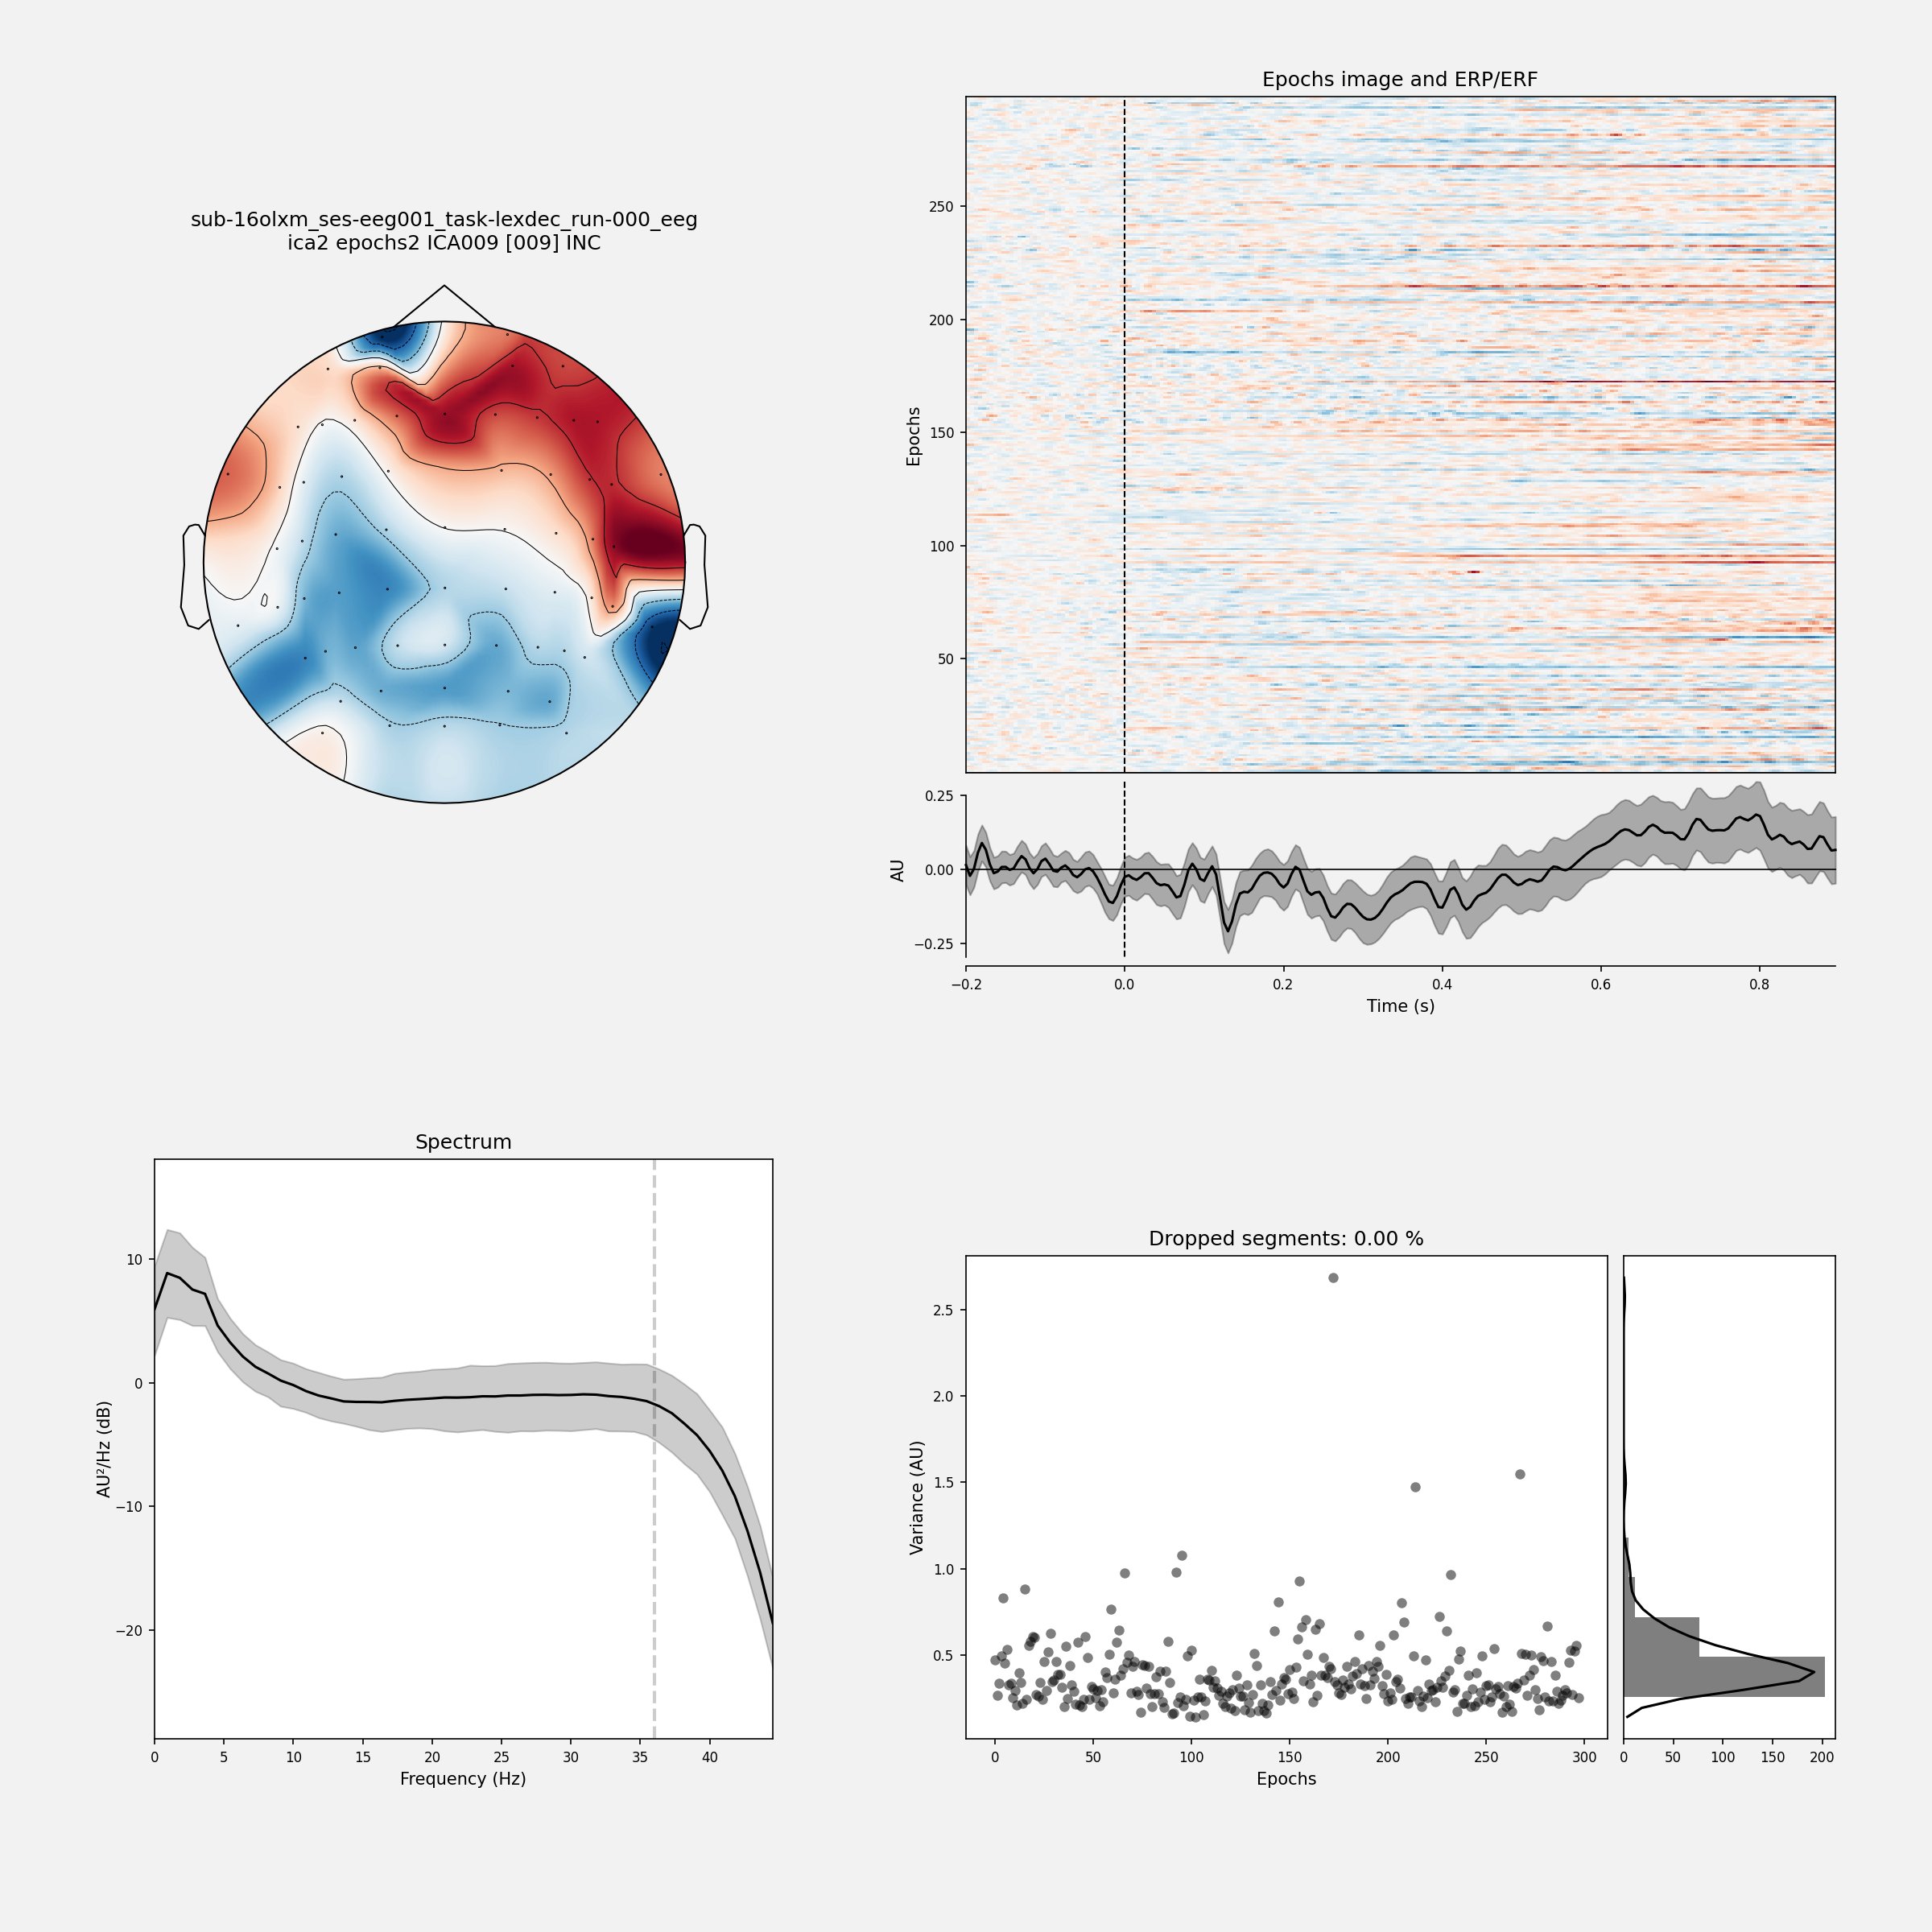 sub-16olxm_ses-eeg001_task-lexdec_run-000_eeg
ica2 epochs2 ICA009 [009] INC
Epochs image and ERP/ERF
Epochs
250
200
150
100
50
AU
0.25
0.00
−0.25
−0.2 0.0 0.2 0.4 0.6 0.8
Time (s)
Spectrum
AU²/Hz (dB)
10
0
−10
−20
0 5 10 15 20 25 30 35 40
Frequency (Hz)
Dropped segments: 0.00 %
Variance (AU)
2.5
2.0
1.5
1.0
0.5
0 50 100 150 200 250 300
Epochs
0 50 100 150 200